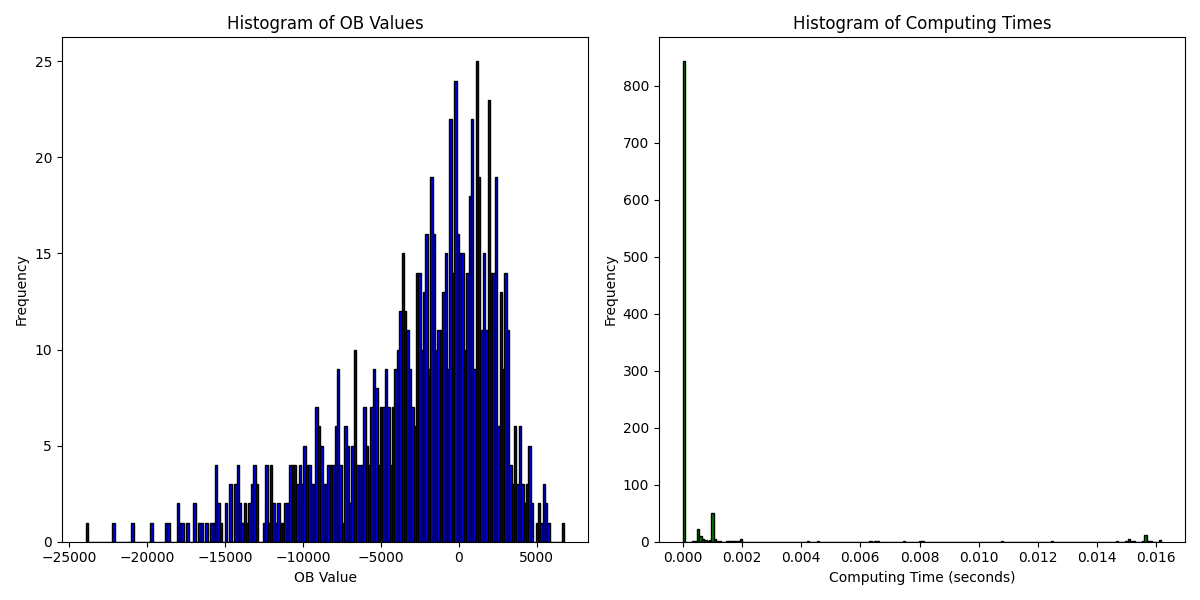 Histogram of OB Values
Frequency
25
20
15
10
5
0
−25000 −20000 −15000 −10000 −5000 0 5000
OB Value
Histogram of Computing Times
Frequency
800
700
600
500
400
300
200
100
0
0.000 0.002 0.004 0.006 0.008 0.010 0.012 0.014 0.016
Computing Time (seconds)